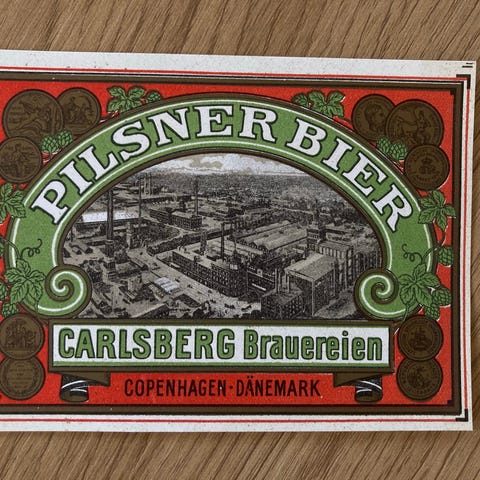 PILSNER BIER
CARLSBERG Brauereien
COPENHAGEN · DÄNEMARK